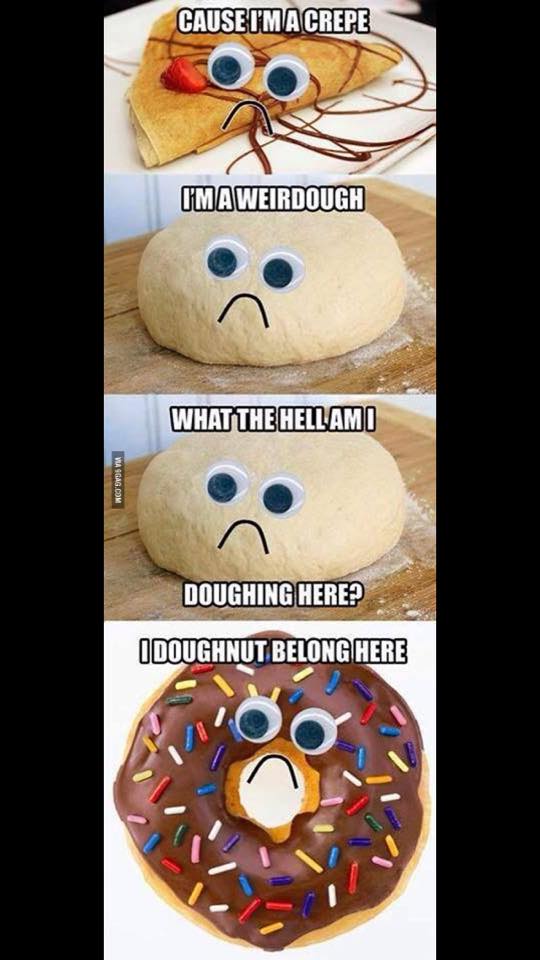 CAUSE I'M A CREPE
I'M A WEIRDOUGH
WHAT THE HELL AM I
VIA 9GAG.COM
DOUGHING HERE?
I DOUGHNUT BELONG HERE